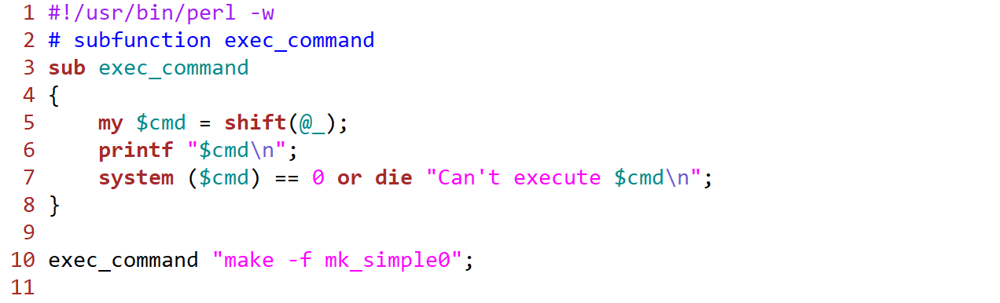 1 #!/usr/bin/perl -w
2 # subfunction exec_command
3 sub exec_command
4 {
5     my $cmd = shift(@_);
6     printf "$cmd\n";
7     system ($cmd) == 0 or die "Can't execute $cmd\n";
8 }
9
10 exec_command "make -f mk_simple0";
11